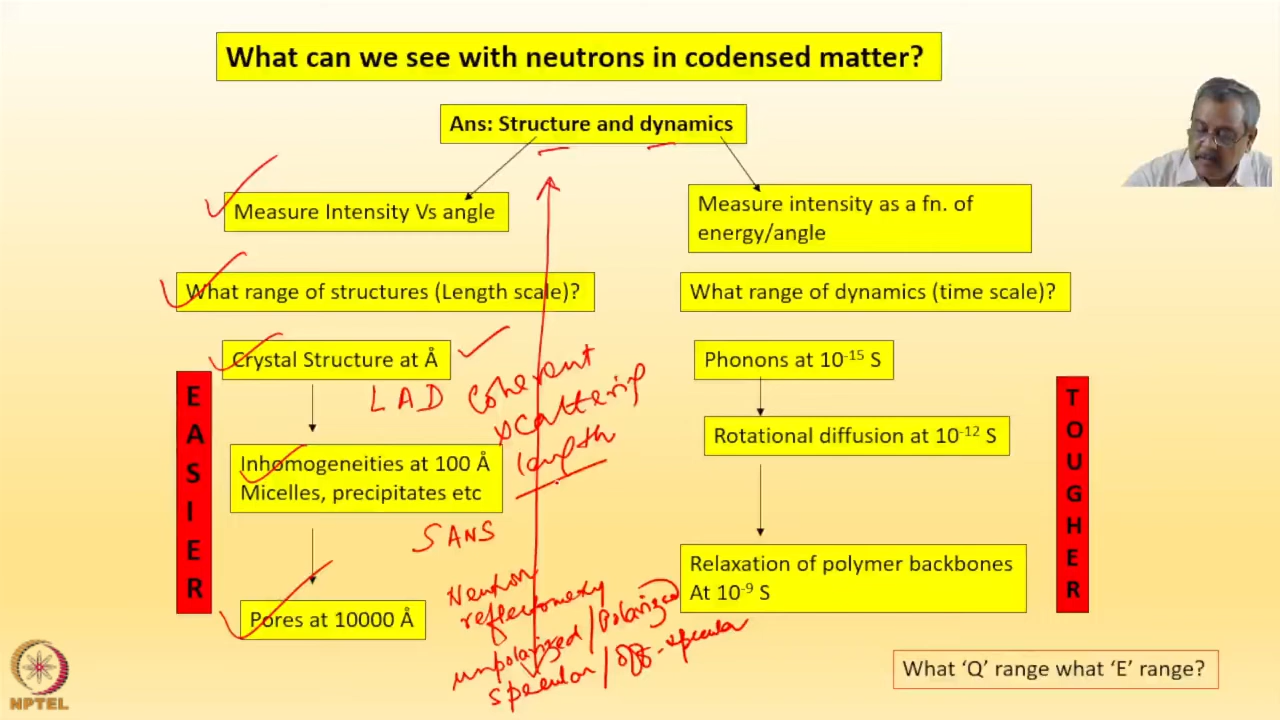 What can we see with neutrons in codensed matter?
Ans: Structure and dynamics
Measure Intensity Vs angle
What range of structures (Length scale)?
Crystal Structure at Å
LAD
Coherent
scattering
length
EASIER
Inhomogeneities at 100 Å
Micelles, precipitates etc
SANS
Pores at 10000 Å
Neutron
reflectometry
unpolarized/Polarized
specular/off-specular
Measure intensity as a fn. of
energy/angle
What range of dynamics (time scale)?
Phonons at 10⁻¹⁵ S
Rotational diffusion at 10⁻¹² S
Relaxation of polymer backbones
At 10⁻⁹ S
TOUGHER
What ‘Q’ range what ‘E’ range?
NPTEL